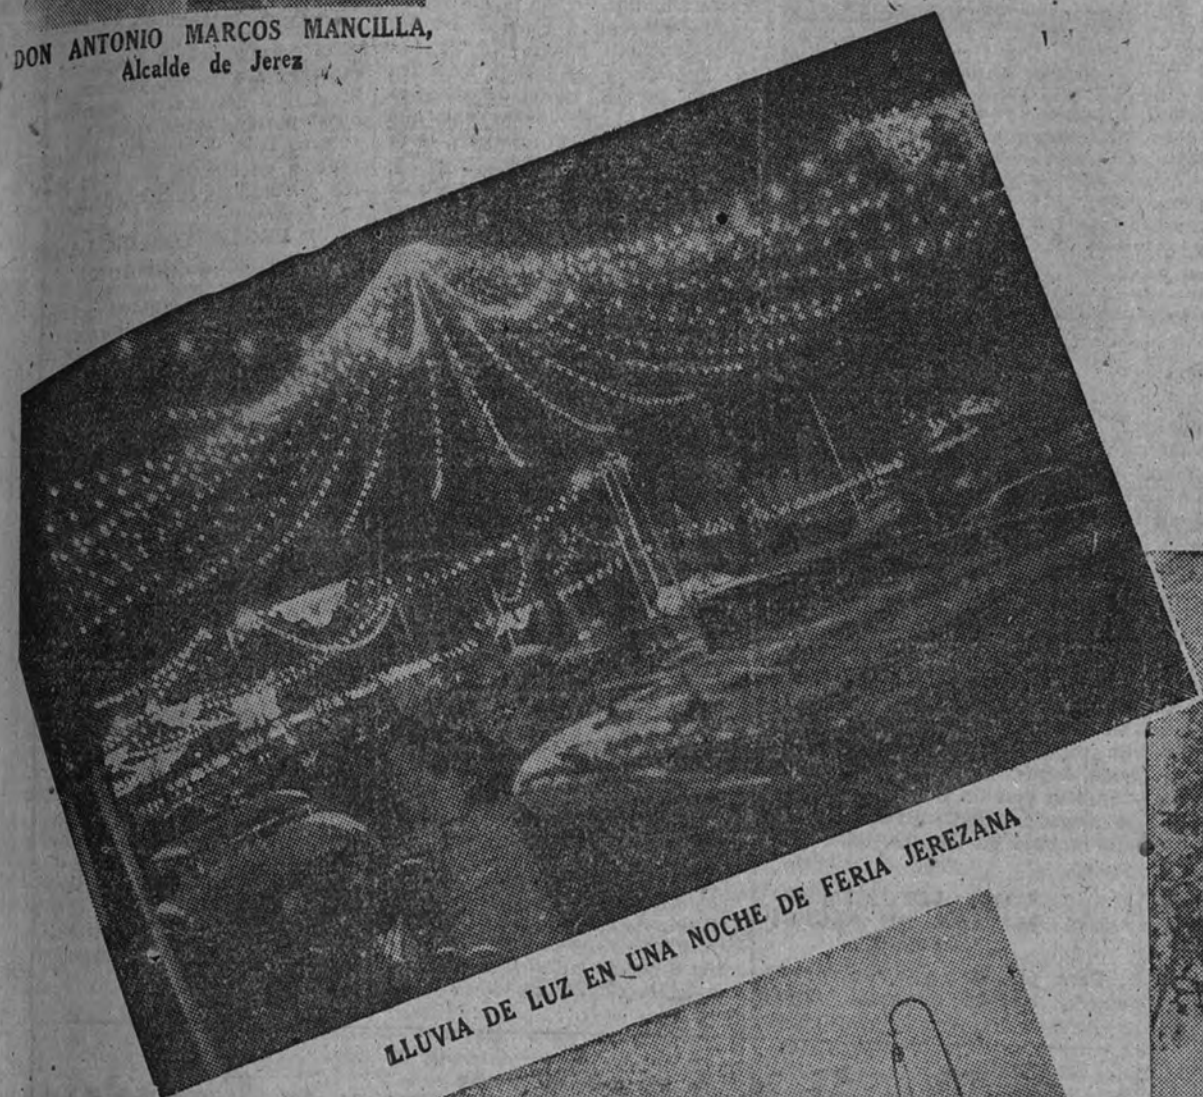 DON ANTONIO MARCOS MANCILLA,
Alcalde de Jerez
LLUVIA DE LUZ EN UNA NOCHE DE FERIA JEREZANA